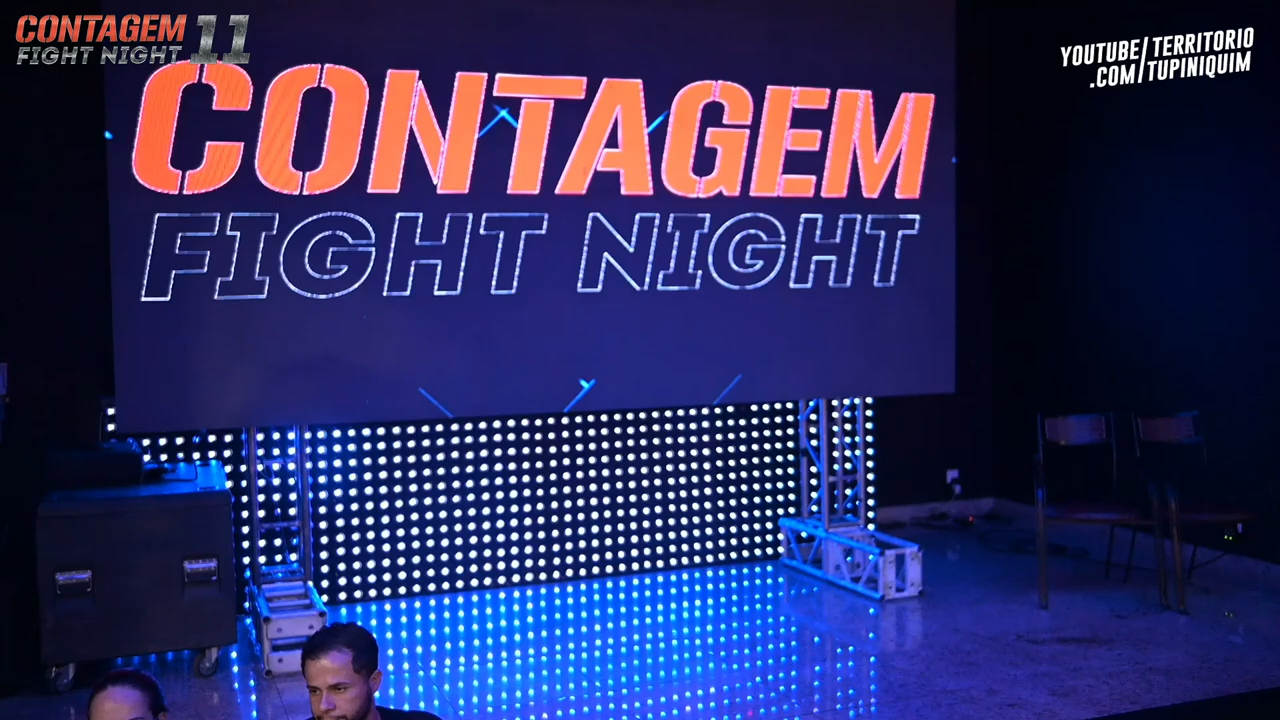 CONTAGEM
FIGHT NIGHT 11
YOUTUBE/TERRITORIO
.COM/TUPINIQUIM
CONTAGEM
FIGHT NIGHT